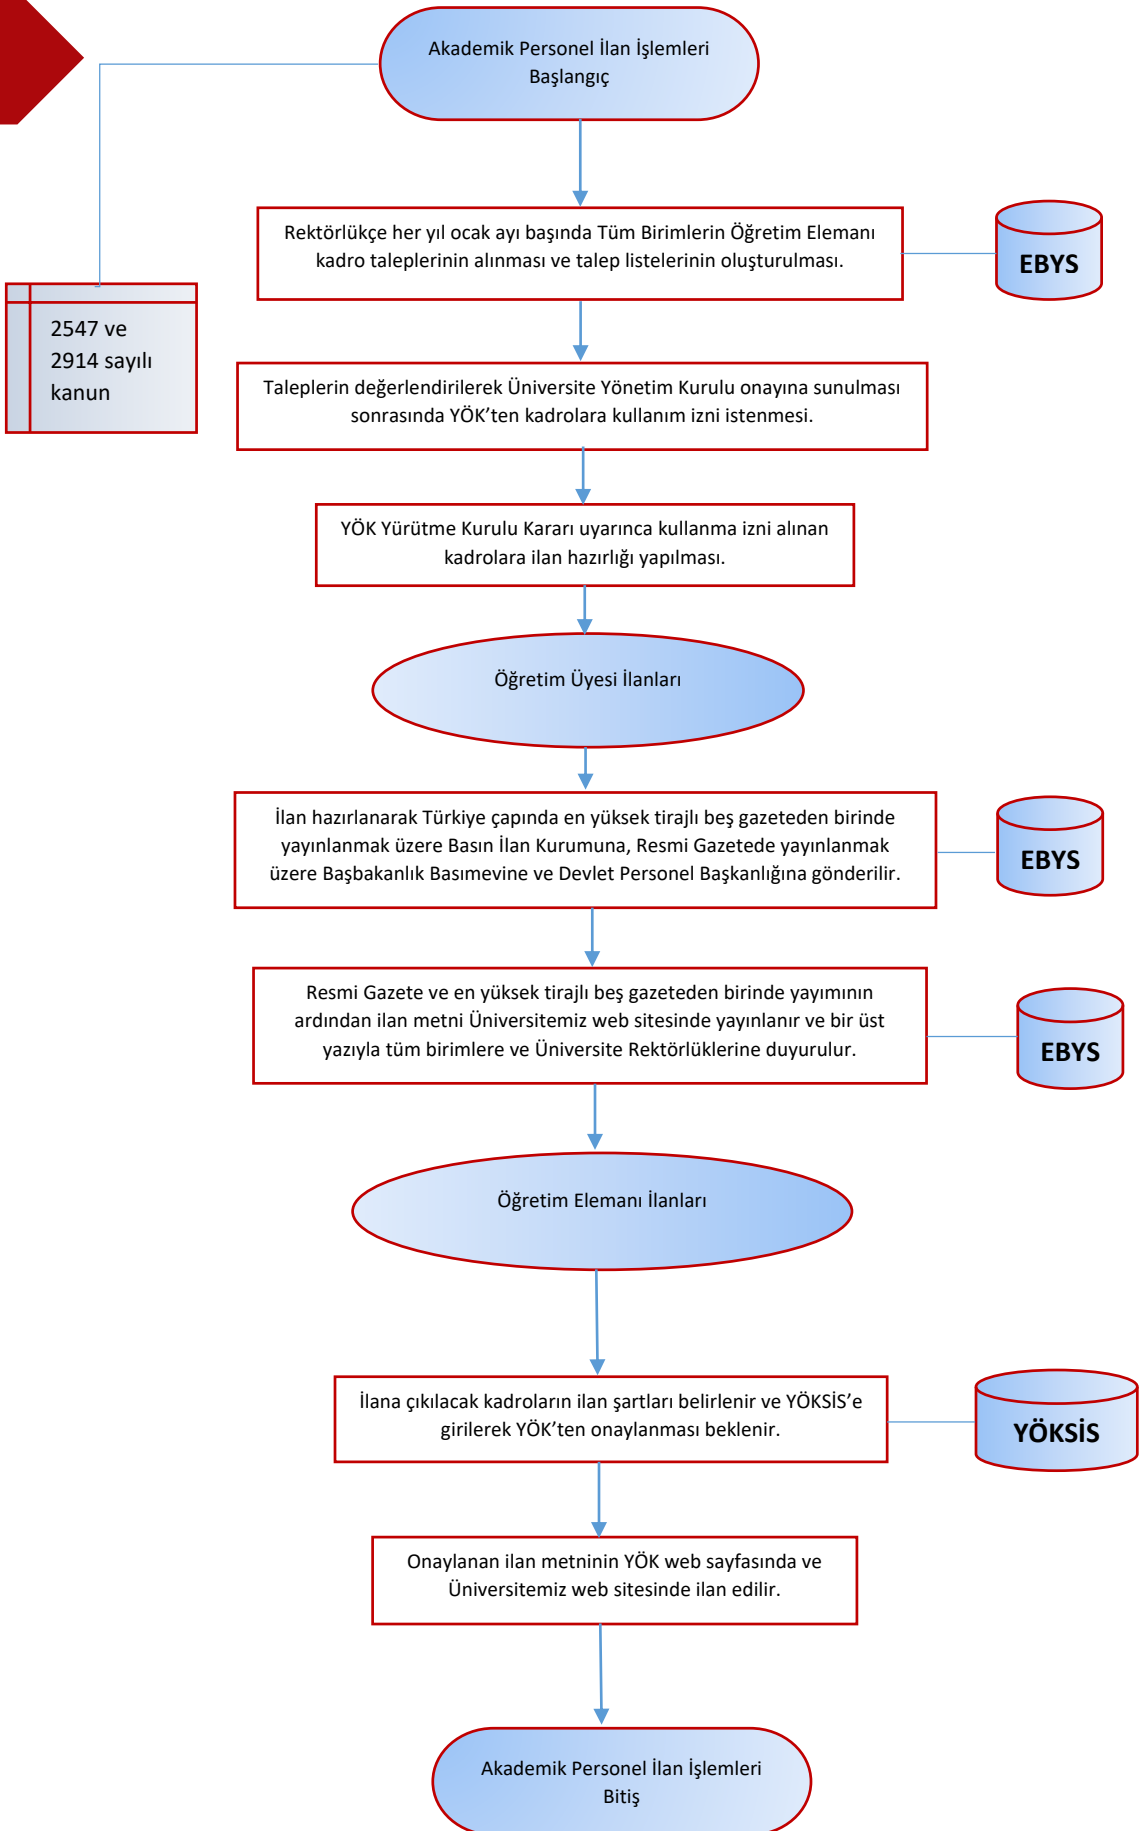 Akademik Personel İlan İşlemleri
Başlangıç
Rektörlükçe her yıl ocak ayı başında Tüm Birimlerin Öğretim Elemanı
kadro taleplerinin alınması ve talep listelerinin oluşturulması.
EBYS
2547 ve
2914 sayılı
kanun
Taleplerin değerlendirilerek Üniversite Yönetim Kurulu onayına sunulması
sonrasında YÖK’ten kadrolara kullanım izni istenmesi.
YÖK Yürütme Kurulu Kararı uyarınca kullanma izni alınan
kadrolara ilan hazırlığı yapılması.
Öğretim Üyesi İlanları
İlan hazırlanarak Türkiye çapında en yüksek tirajlı beş gazeteden birinde
yayınlanmak üzere Basın İlan Kurumuna, Resmi Gazetede yayınlanmak
üzere Başbakanlık Basımevine ve Devlet Personel Başkanlığına gönderilir.
EBYS
Resmi Gazete ve en yüksek tirajlı beş gazeteden birinde yayımının
ardından ilan metni Üniversitemiz web sitesinde yayınlanır ve bir üst
yazıyla tüm birimlere ve Üniversite Rektörlüklerine duyurulur.
EBYS
Öğretim Elemanı İlanları
İlana çıkılacak kadroların ilan şartları belirlenir ve YÖKSİS’e
girilerek YÖK’ten onaylanması beklenir.
YÖKSİS
Onaylanan ilan metninin YÖK web sayfasında ve
Üniversitemiz web sitesinde ilan edilir.
Akademik Personel İlan İşlemleri
Bitiş